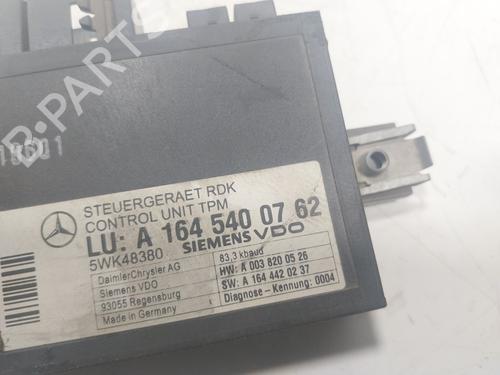 18601
STEUERGERAET RDK
CONTROL UNIT TPM
LU: A 164 540 07 62
5WK48380
SIEMENS VDO
DaimlerChrysler AG
Siemens VDO
93055 Regensburg
Made in Germany
83,3 kbaud
HW: A 003 820 05 26
SW: A 164 442 02 37
Diagnose - Kennung: 0004
B-PARTS